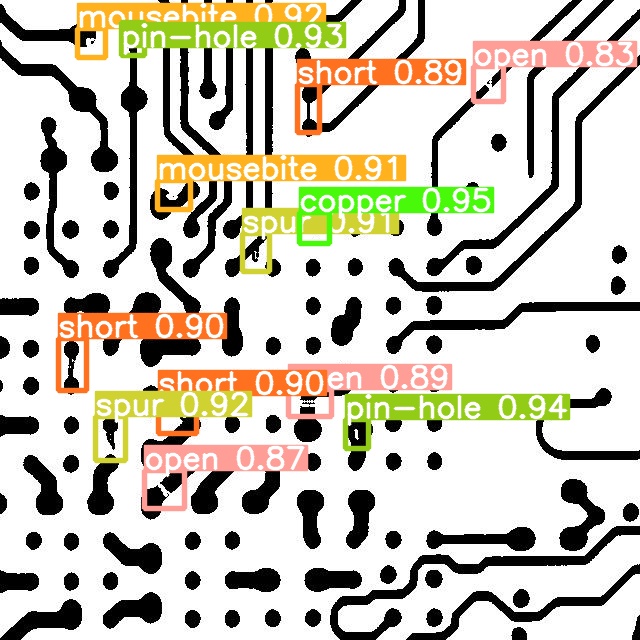 mousebite 0.92
pin-hole 0.93
open 0.83
short 0.89
mousebite 0.91
copper 0.95
spur 0.91
short 0.90
open 0.89
short 0.90
spur 0.92
pin-hole 0.94
open 0.87